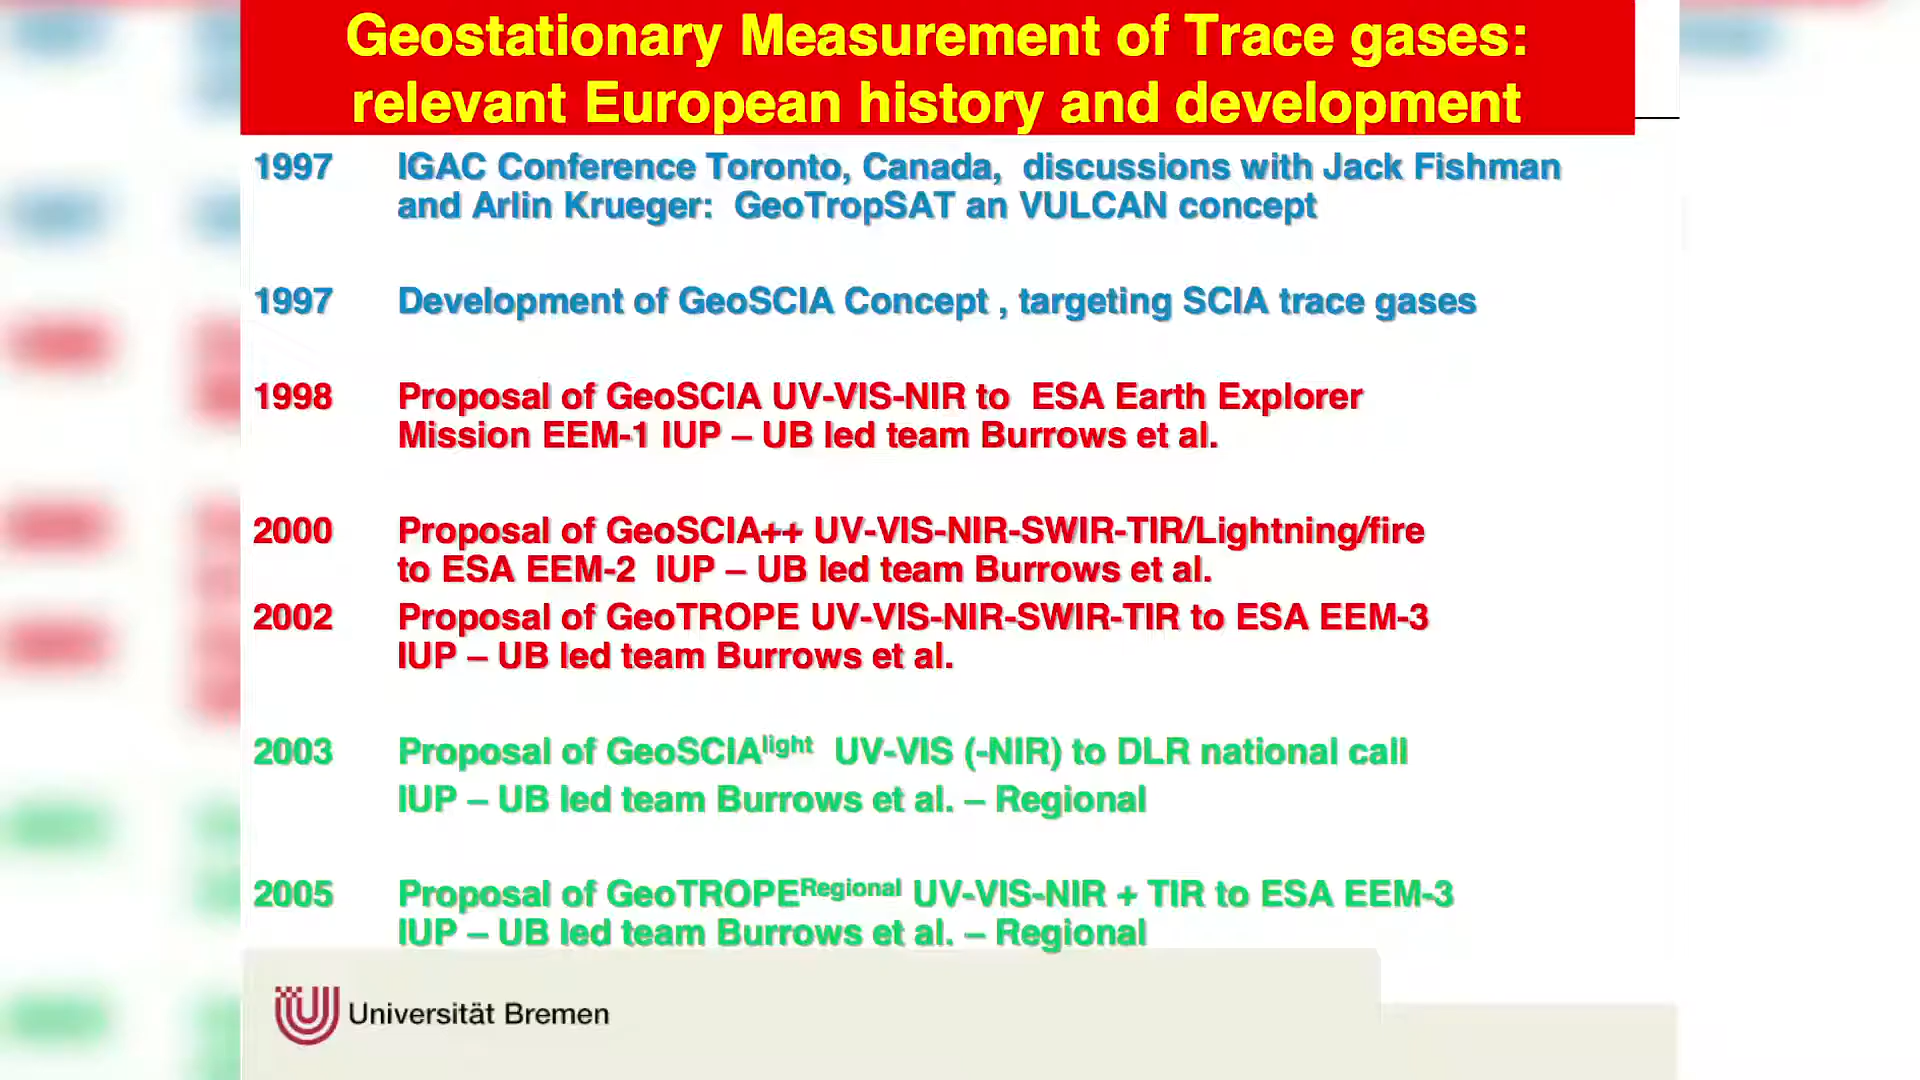 Geostationary Measurement of Trace gases:
relevant European history and development
1997 IGAC Conference Toronto, Canada, discussions with Jack Fishman
and Arlin Krueger: GeoTropSAT an VULCAN concept
1997 Development of GeoSCIA Concept , targeting SCIA trace gases
1998 Proposal of GeoSCIA UV-VIS-NIR to ESA Earth Explorer
Mission EEM-1 IUP – UB led team Burrows et al.
2000 Proposal of GeoSCIA++ UV-VIS-NIR-SWIR-TIR/Lightning/fire
to ESA EEM-2 IUP – UB led team Burrows et al.
2002 Proposal of GeoTROPE UV-VIS-NIR-SWIR-TIR to ESA EEM-3
IUP – UB led team Burrows et al.
2003 Proposal of GeoSCIAlight UV-VIS (-NIR) to DLR national call
IUP – UB led team Burrows et al. – Regional
2005 Proposal of GeoTROPERegional UV-VIS-NIR + TIR to ESA EEM-3
IUP – UB led team Burrows et al. – Regional
Universität Bremen